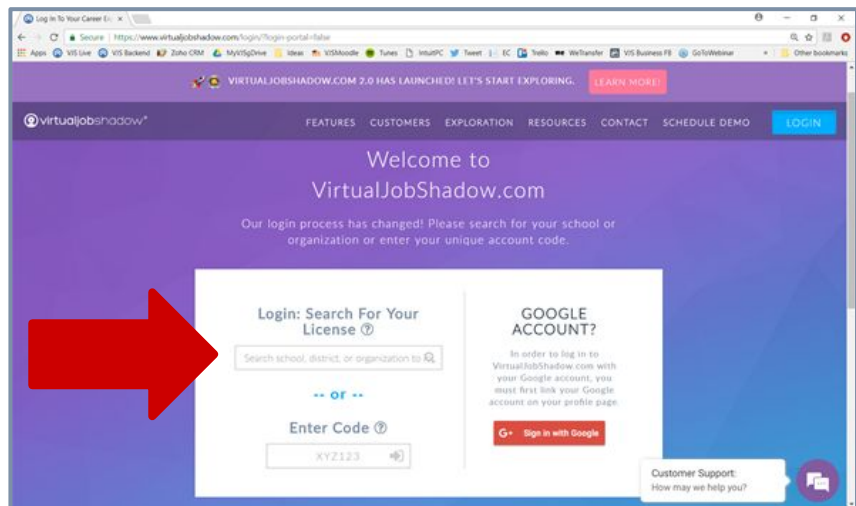 Log In To Your Career Ex
Secure | https://www.virtualjobshadow.com/login/?login-portal=false
Apps VJS Live VJS Backend Zoho CRM MyVJSgDrive Ideas VJSMoodle Tunes IntuitPC Tweet EC Trello WeTransfer VJS Business FB GoToWebinar » Other bookmarks
VIRTUALJOBSHADOW.COM 2.0 HAS LAUNCHED! LET'S START EXPLORING. LEARN MORE!
virtualjobshadow FEATURES CUSTOMERS EXPLORATION RESOURCES CONTACT SCHEDULE DEMO LOGIN
Welcome to
VirtualJobShadow.com
Our login process has changed! Please search for your school or
organization or enter your unique account code.
Login: Search For Your
License ?
Search school, district, or organization to
-- or --
Enter Code ?
XYZ123
GOOGLE
ACCOUNT?
In order to log in to
VirtualJobShadow.com with
your Google account, you
must first link your Google
account on your profile
page.
G+ Sign in with Google
Customer Support:
How may we help you?